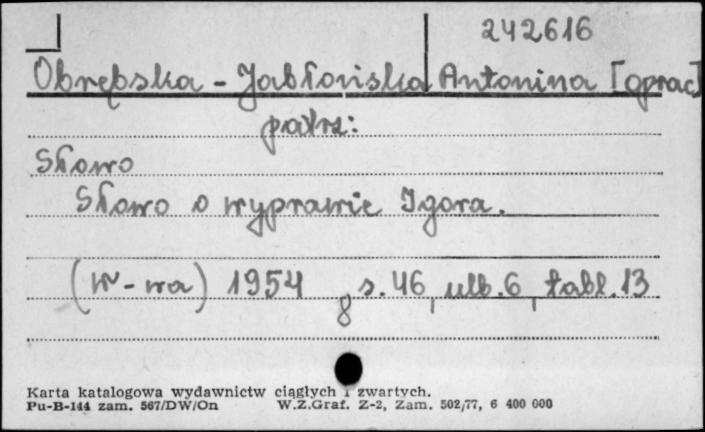 242616
Obrębska-Jabłońska Antonina [oprac]
patrz:
Słowo
Słowo o wyprawie Igora.
(W-wa) 1954 8 s. 46, ulb. 6, tabl. 13
Karta katalogowa wydawnictw ciągłych i zwartych.
Pu-B-144 zam. 567/DW/On W.Z.Graf. Z-2, Zam. 502/77, 6 400 000